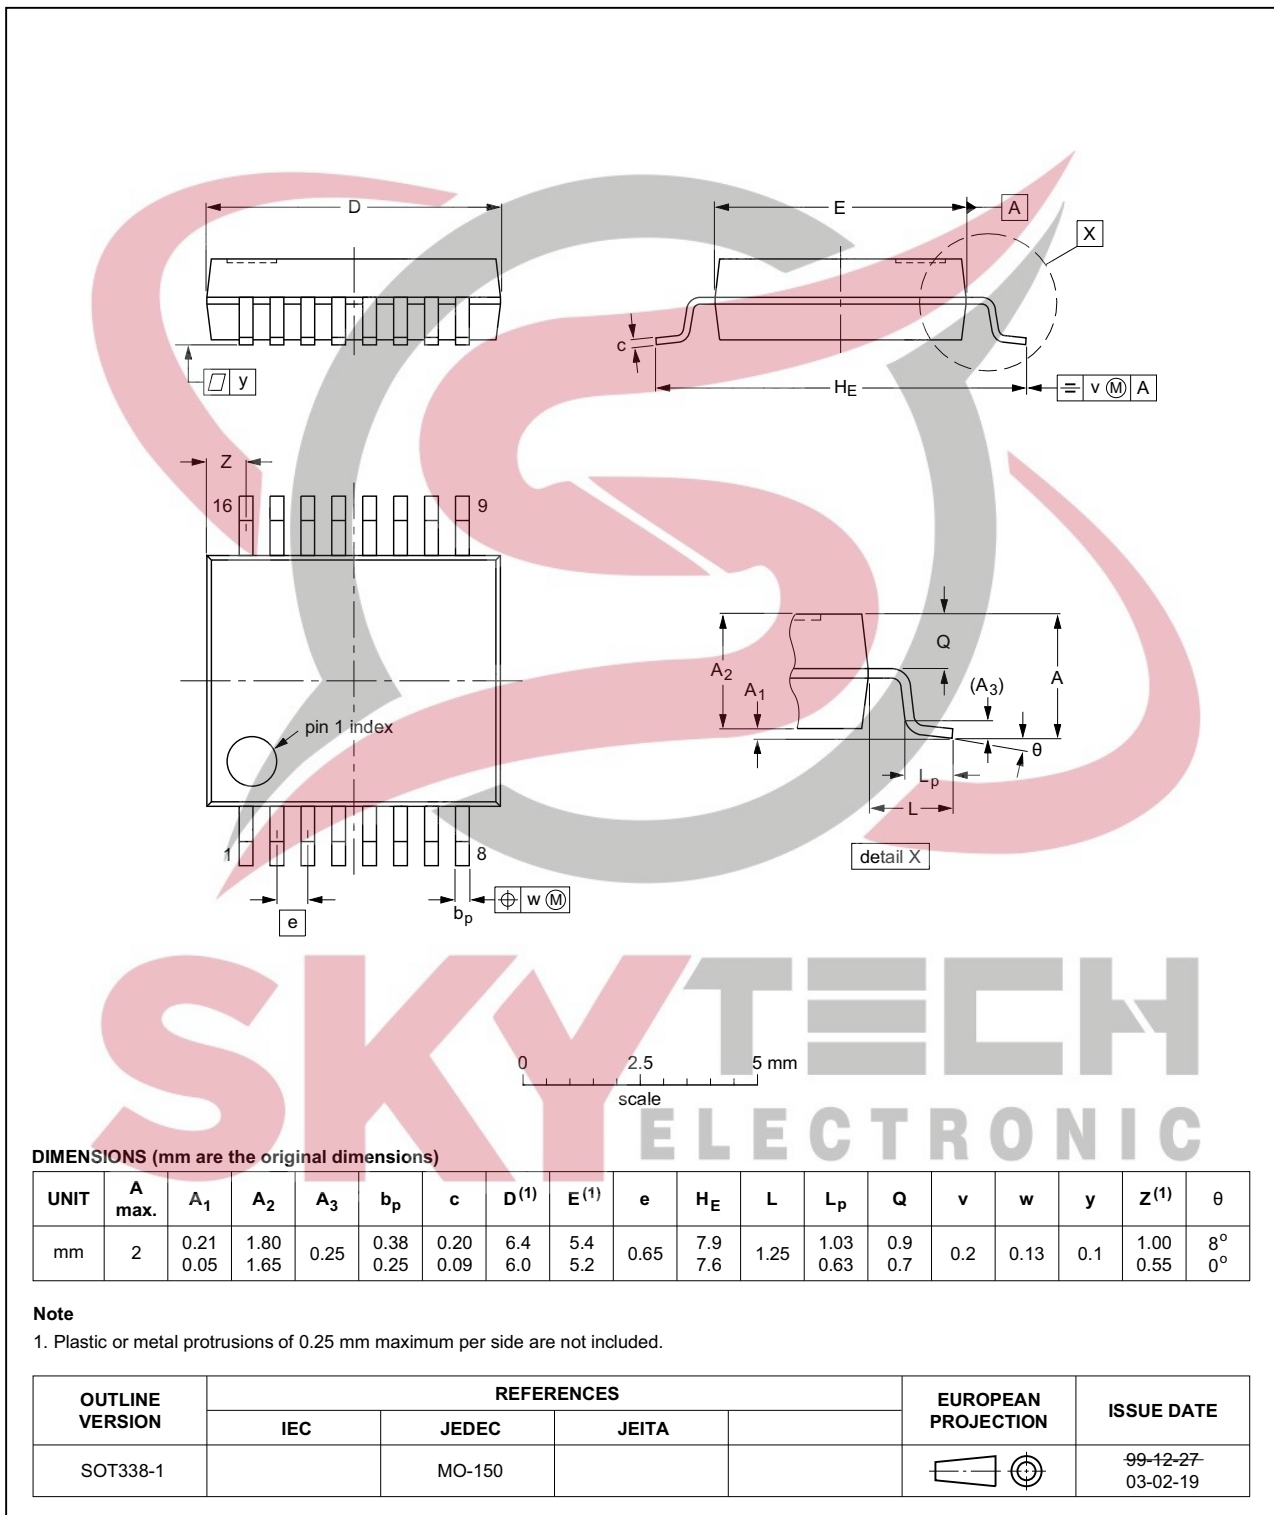 D
E
A
X
c
y
HE
v M A
Z
16
9
pin 1 index
1
8
e
bp
w M
Q
A2
A1
(A3)
A
θ
Lp
L
detail X
SKYTECH
ELECTRONIC
0 2.5 5 mm
scale
DIMENSIONS (mm are the original dimensions)
UNIT A max. A1 A2 A3 bp c D(1) E(1) e HE L Lp Q v w y Z(1) θ
mm 2 0.21 0.05 1.80 1.65 0.25 0.38 0.25 0.20 0.09 6.4 6.0 5.4 5.2 0.65 7.9 7.6 1.25 1.03 0.63 0.9 0.7 0.2 0.13 0.1 1.00 0.55 8° 0°
Note
1. Plastic or metal protrusions of 0.25 mm maximum per side are not included.
OUTLINE VERSION REFERENCES EUROPEAN PROJECTION ISSUE DATE
IEC JEDEC JEITA
SOT338-1 MO-150 99-12-27
03-02-19